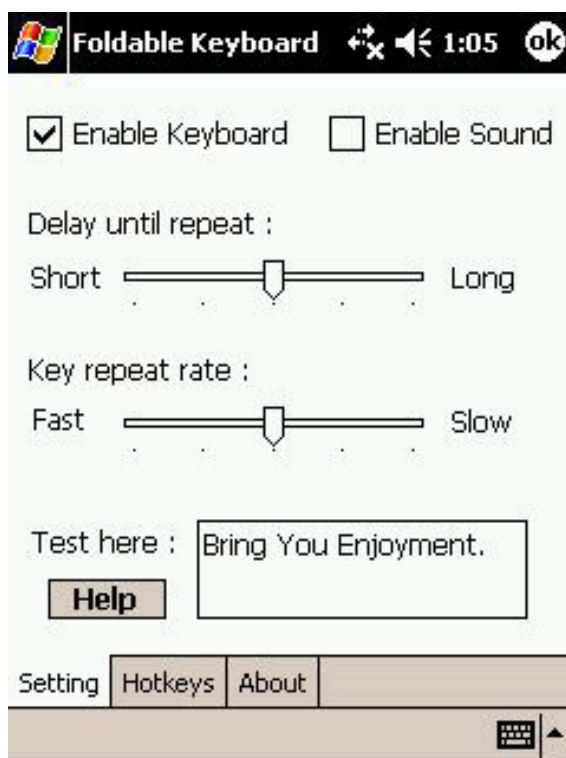 Foldable Keyboard 1:05 ok
Enable Keyboard Enable Sound
Delay until repeat :
Short Long
Key repeat rate :
Fast Slow
Test here : Bring You Enjoyment.
Help
Setting Hotkeys About